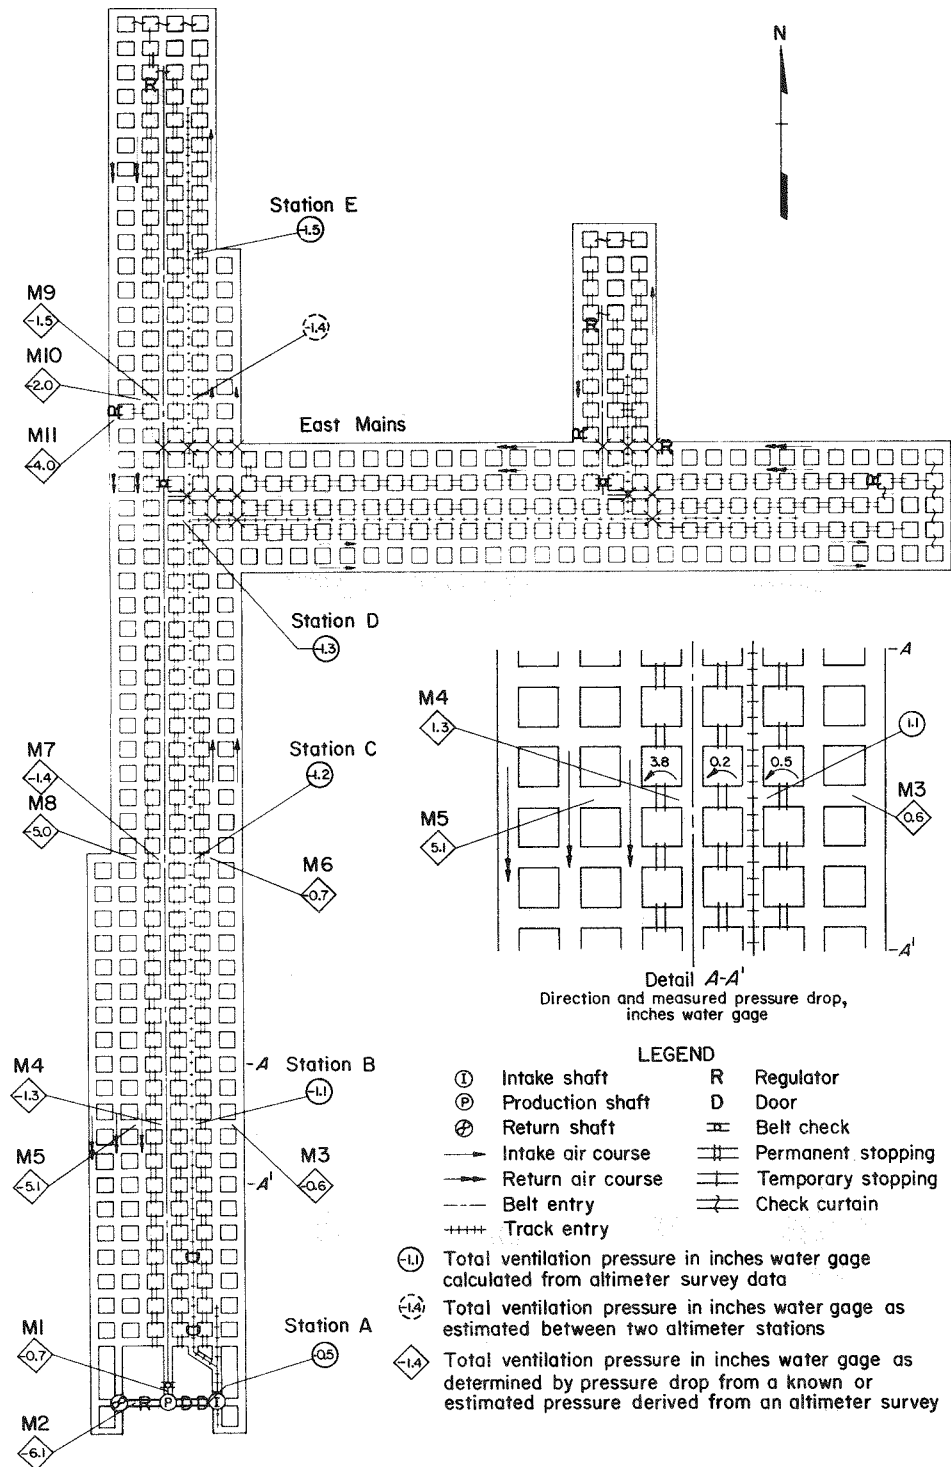 N
Station E
-1.5
M9
-1.5
-1.4
M10
-2.0
R
M11
-4.0
East Mains
R
R
R
R
R
R
Station D
-1.3
M7
-1.4
Station C
-1.2
M8
-5.0
M6
-0.7
M4
1.3
1.1
3.8
0.2
0.5
M5
5.1
M3
0.6
A
A'
Detail A-A'
Direction and measured pressure drop,
inches water gage
A
Station B
-1.1
M4
-1.3
M5
-5.1
M3
-0.6
A'
D
D
M1
-0.7
Station A
-0.5
R
P
D
D
I
M2
-6.1
LEGEND
I Intake shaft
P Production shaft
Return shaft
Intake air course
Return air course
Belt entry
Track entry
R Regulator
D Door
Belt check
Permanent stopping
Temporary stopping
Check curtain
-1.1 Total ventilation pressure in inches water gage
calculated from altimeter survey data
-1.4 Total ventilation pressure in inches water gage as
estimated between two altimeter stations
-1.4 Total ventilation pressure in inches water gage as
determined by pressure drop from a known or
estimated pressure derived from an altimeter survey